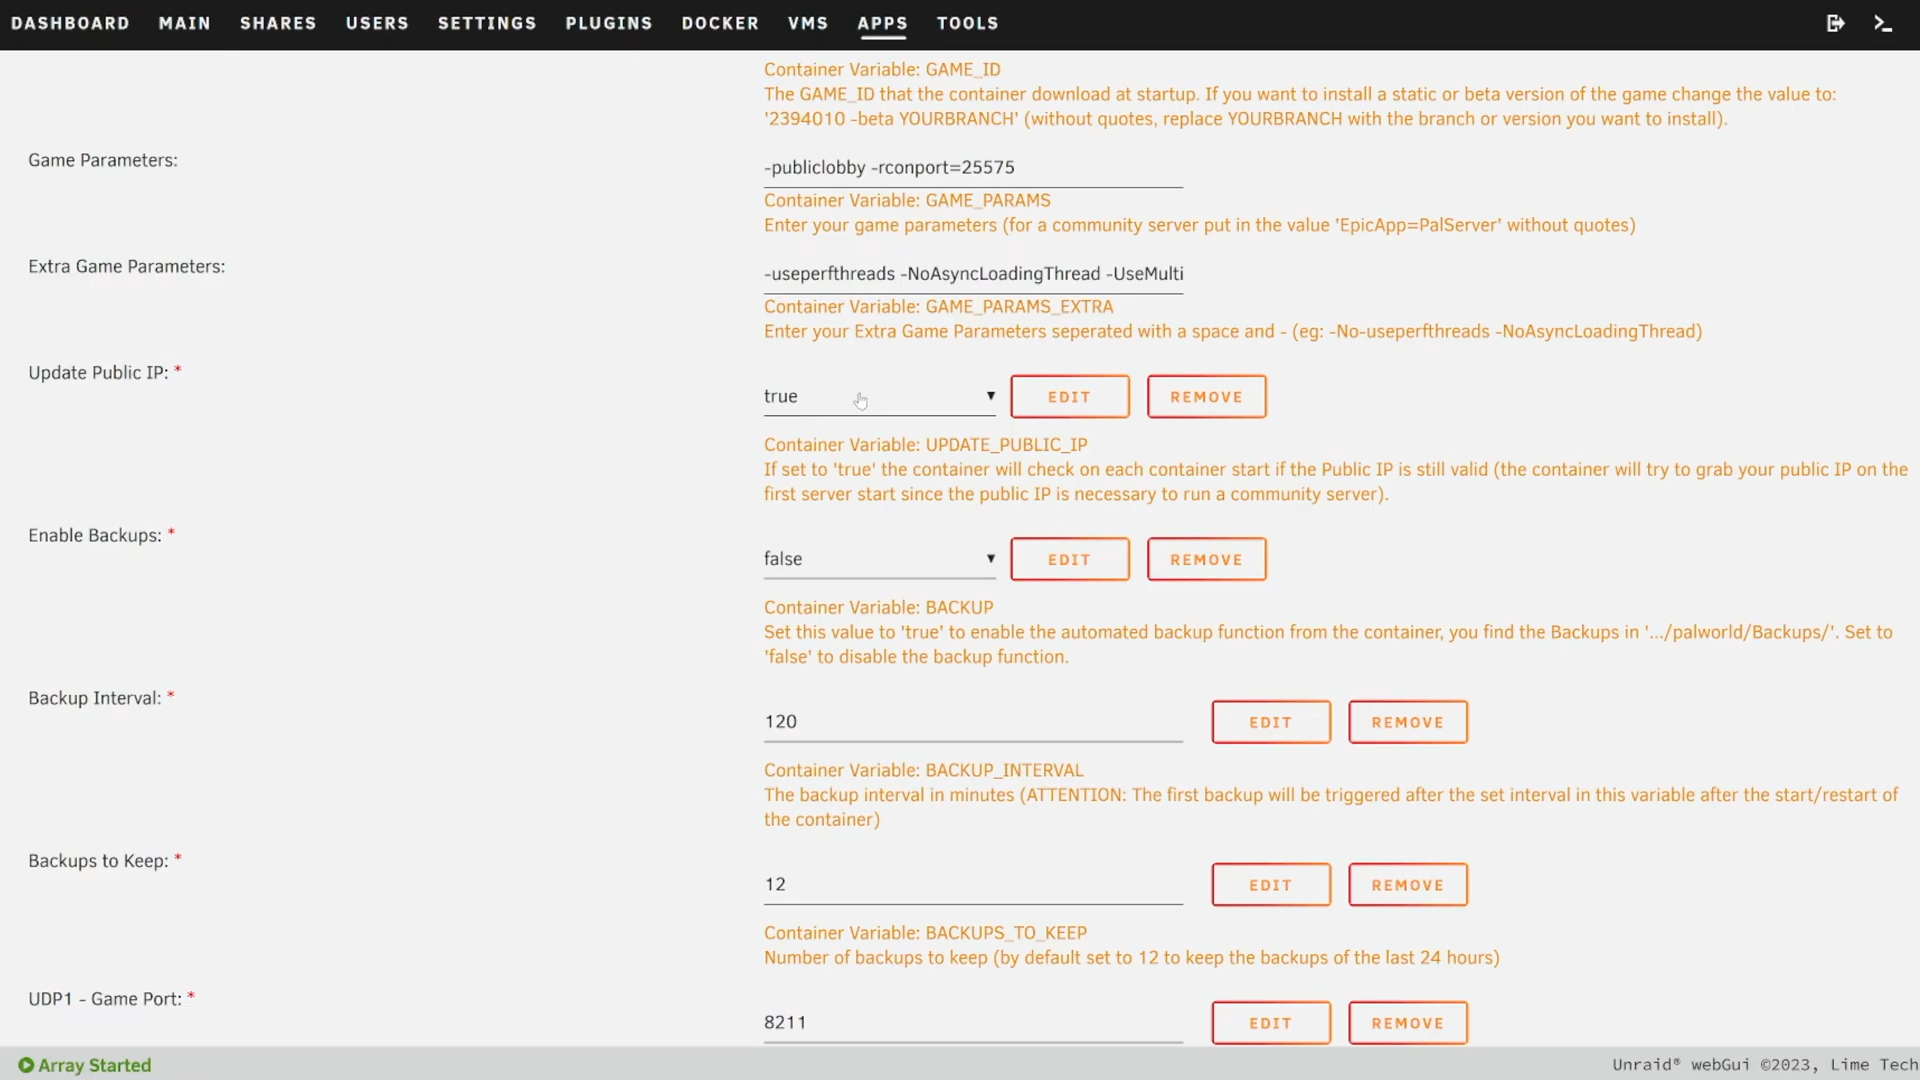 DASHBOARD MAIN SHARES USERS SETTINGS PLUGINS DOCKER VMS APPS TOOLS
Container Variable: GAME_ID
The GAME_ID that the container download at startup. If you want to install a static or beta version of the game change the value to:
'2394010 -beta YOURBRANCH' (without quotes, replace YOURBRANCH with the branch or version you want to install).
Game Parameters:
-publiclobby -rconport=25575
Container Variable: GAME_PARAMS
Enter your game parameters (for a community server put in the value 'EpicApp=PalServer' without quotes)
Extra Game Parameters:
-useperfthreads -NoAsyncLoadingThread -UseMulti
Container Variable: GAME_PARAMS_EXTRA
Enter your Extra Game Parameters seperated with a space and - (eg: -No-useperfthreads -NoAsyncLoadingThread)
Update Public IP: *
true ▼ EDIT REMOVE
Container Variable: UPDATE_PUBLIC_IP
If set to 'true' the container will check on each container start if the Public IP is still valid (the container will try to grab your public IP on the
first server start since the public IP is necessary to run a community server).
Enable Backups: *
false ▼ EDIT REMOVE
Container Variable: BACKUP
Set this value to 'true' to enable the automated backup function from the container, you find the Backups in '.../palworld/Backups/'. Set to
'false' to disable the backup function.
Backup Interval: *
120 EDIT REMOVE
Container Variable: BACKUP_INTERVAL
The backup interval in minutes (ATTENTION: The first backup will be triggered after the set interval in this variable after the start/restart of
the container)
Backups to Keep: *
12 EDIT REMOVE
Container Variable: BACKUPS_TO_KEEP
Number of backups to keep (by default set to 12 to keep the backups of the last 24 hours)
UDP1 - Game Port: *
8211 EDIT REMOVE
Array Started
Unraid® webGui ©2023, Lime Tech